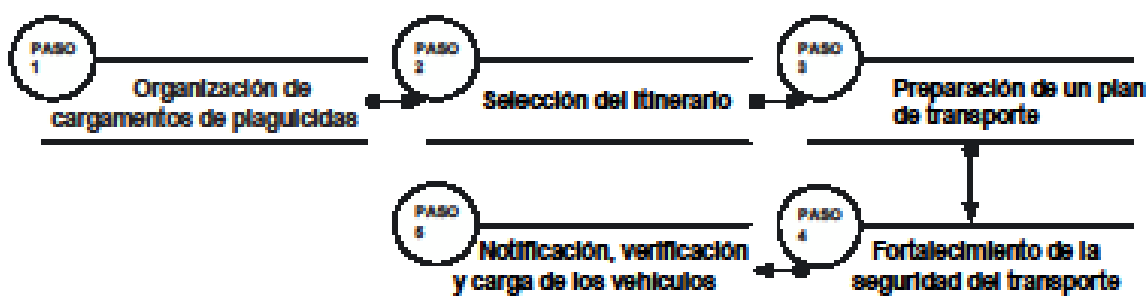 PASO
1
Organización de
cargamentos de plaguicidas
PASO
2
Selección del itinerario
PASO
3
Preparación de un plan
de transporte
PASO
4
Fortalecimiento de la
seguridad del transporte
PASO
5
Notificación, verificación
y carga de los vehículos